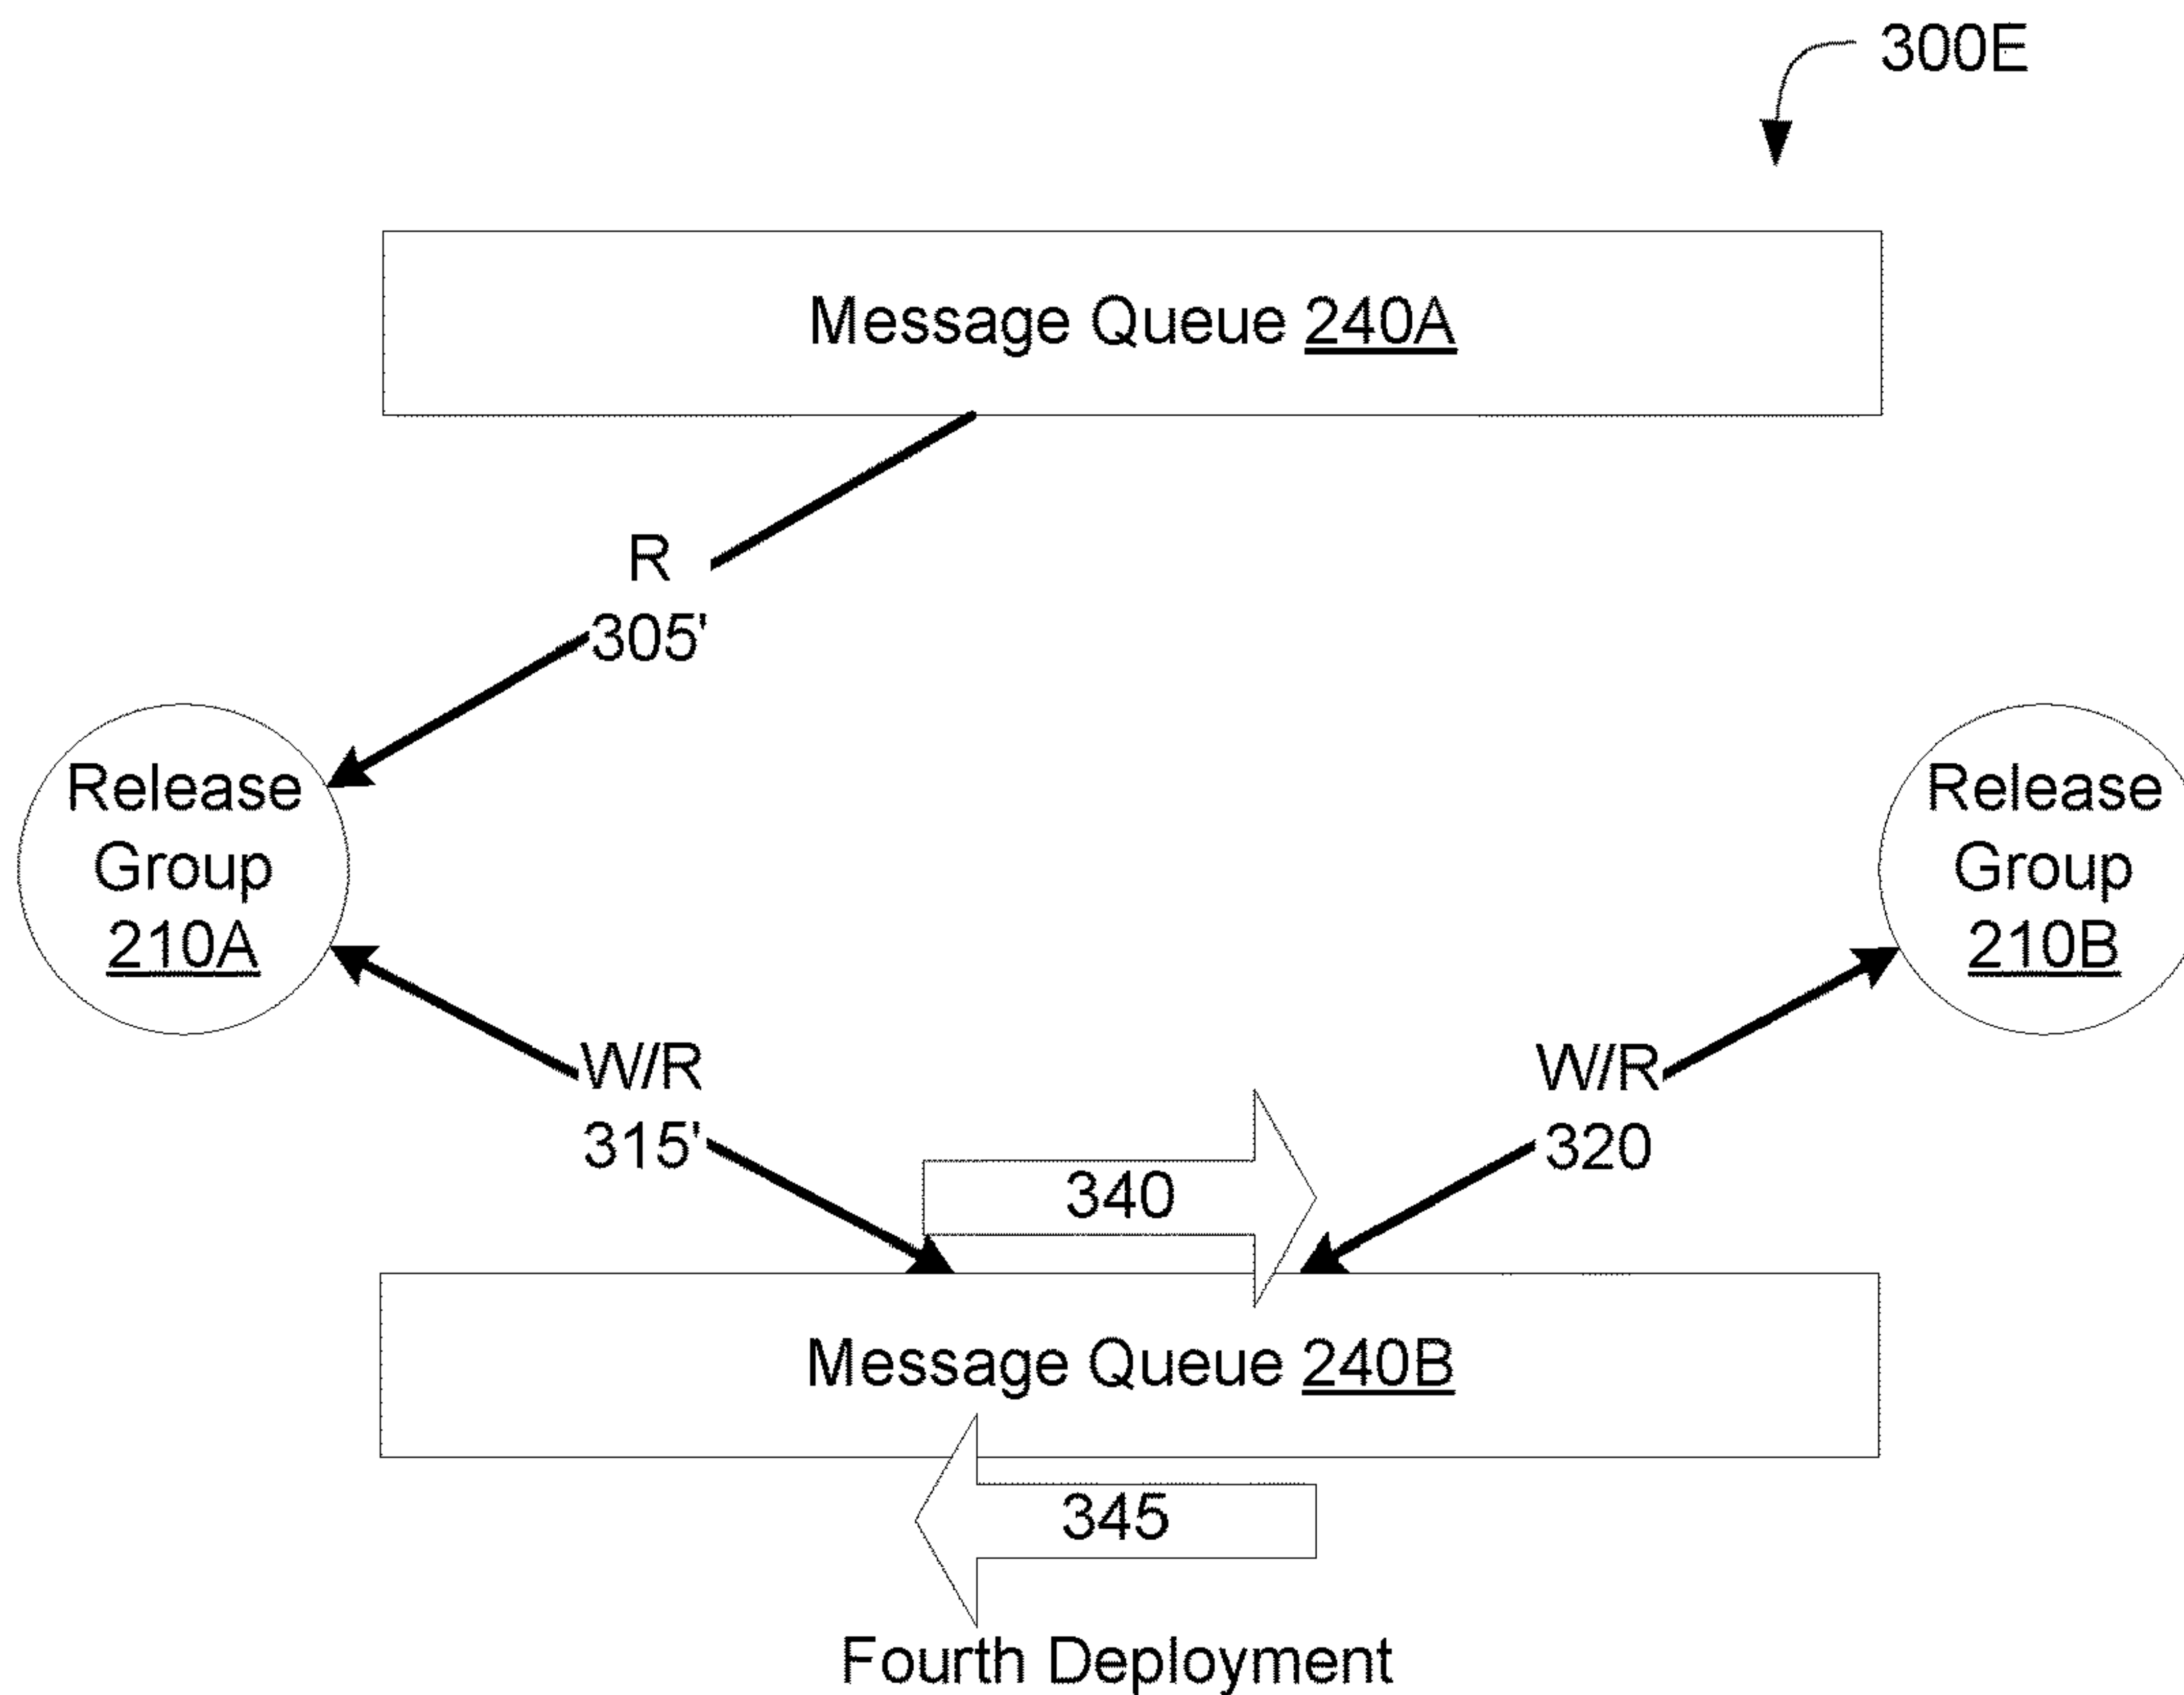 300E
Message Queue 240A
R
305'
Release
Group
210A
Release
Group
210B
W/R
315'
W/R
320
340
Message Queue 240B
345
Fourth Deployment